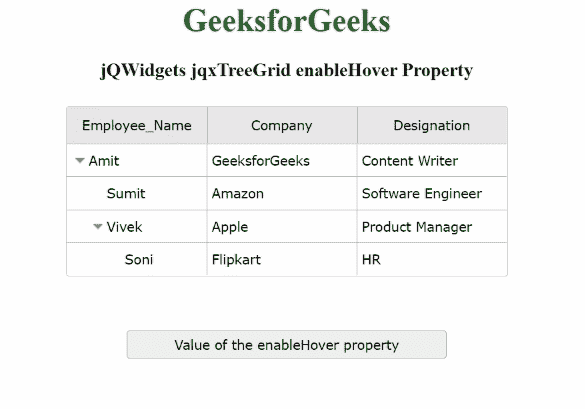 GeeksforGeeks
jQWidgets jqxTreeGrid enableHover Property
Employee_Name Company Designation
Amit GeeksforGeeks Content Writer
Sumit Amazon Software Engineer
Vivek Apple Product Manager
Soni Flipkart HR
Value of the enableHover property